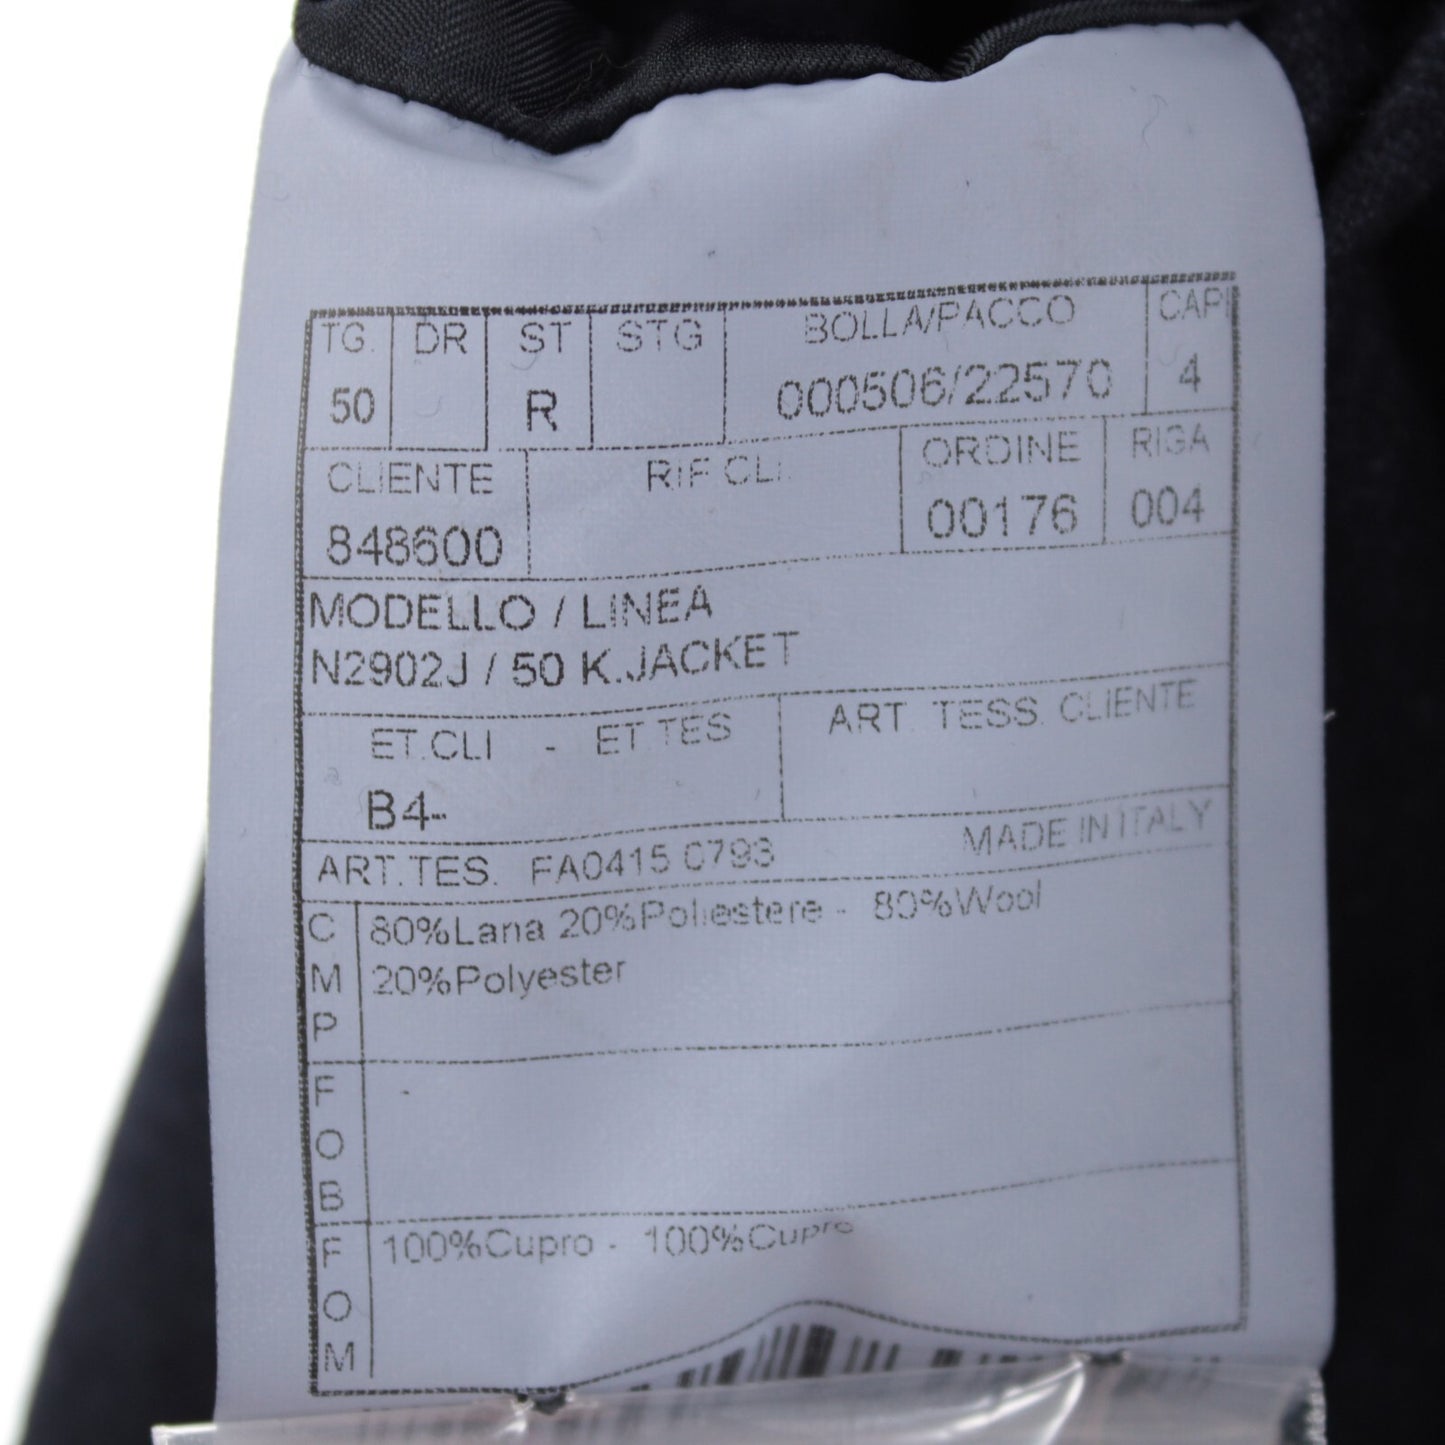 TG. DR ST STG BOLLA/PACCO CAPI
50 R 000506/22570 4
CLIENTE RIF CLI. ORDINE RIGA
848600 00176 004
MODELLO / LINEA
N2902J / 50 K.JACKET
ET.CLI - ET.TES ART. TESS. CLIENTE
B4-
ART.TES. FA0415 0793 MADE IN ITALY
CMP
80%Lana 20%Poliestere - 80%Wool
20%Polyester
FOB
-
FOM
100%Cupro - 100%Cupro